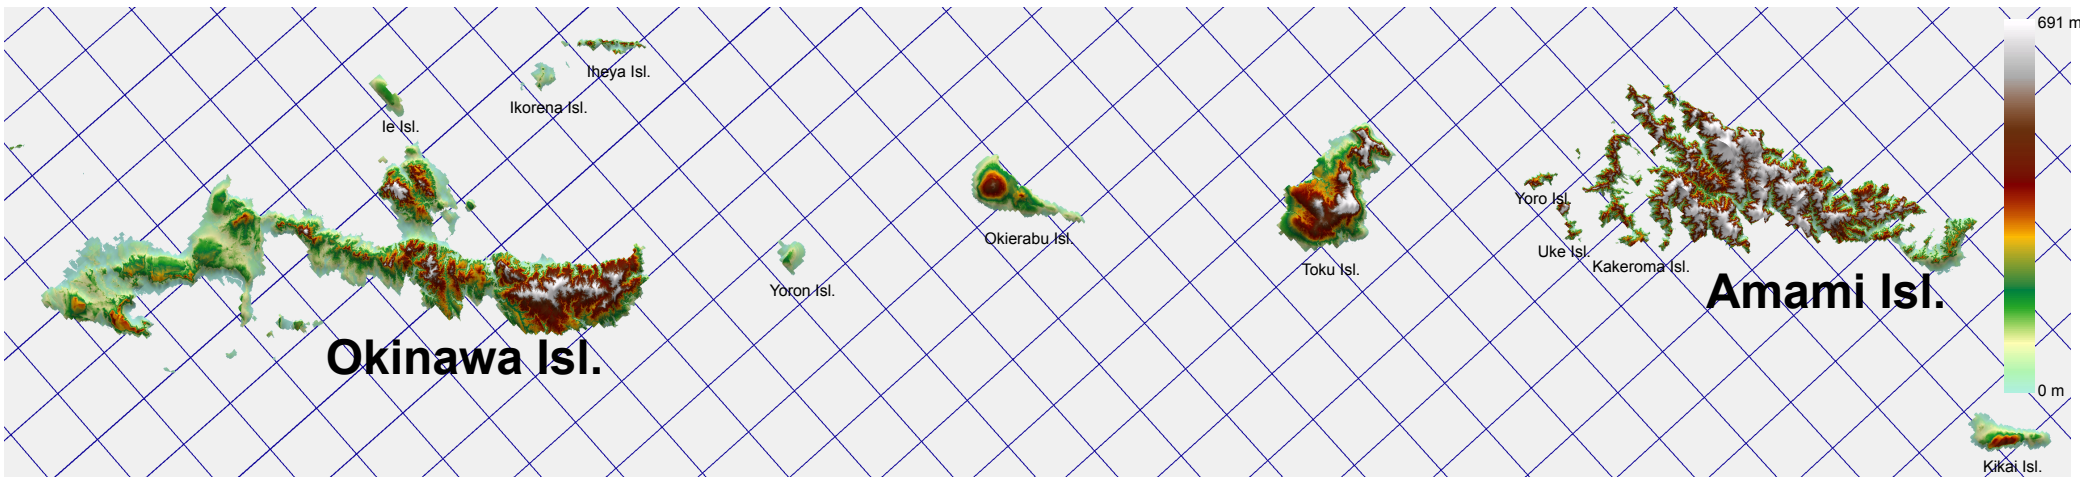 691 m
Iheya Isl.
Ikorena Isl.
Ie Isl.
Yoro Isl.
Okierabu Isl.
Uke Isl.
Kakeroma Isl.
Toku Isl.
Yoron Isl.
Amami Isl.
Okinawa Isl.
0 m
Kikai Isl.